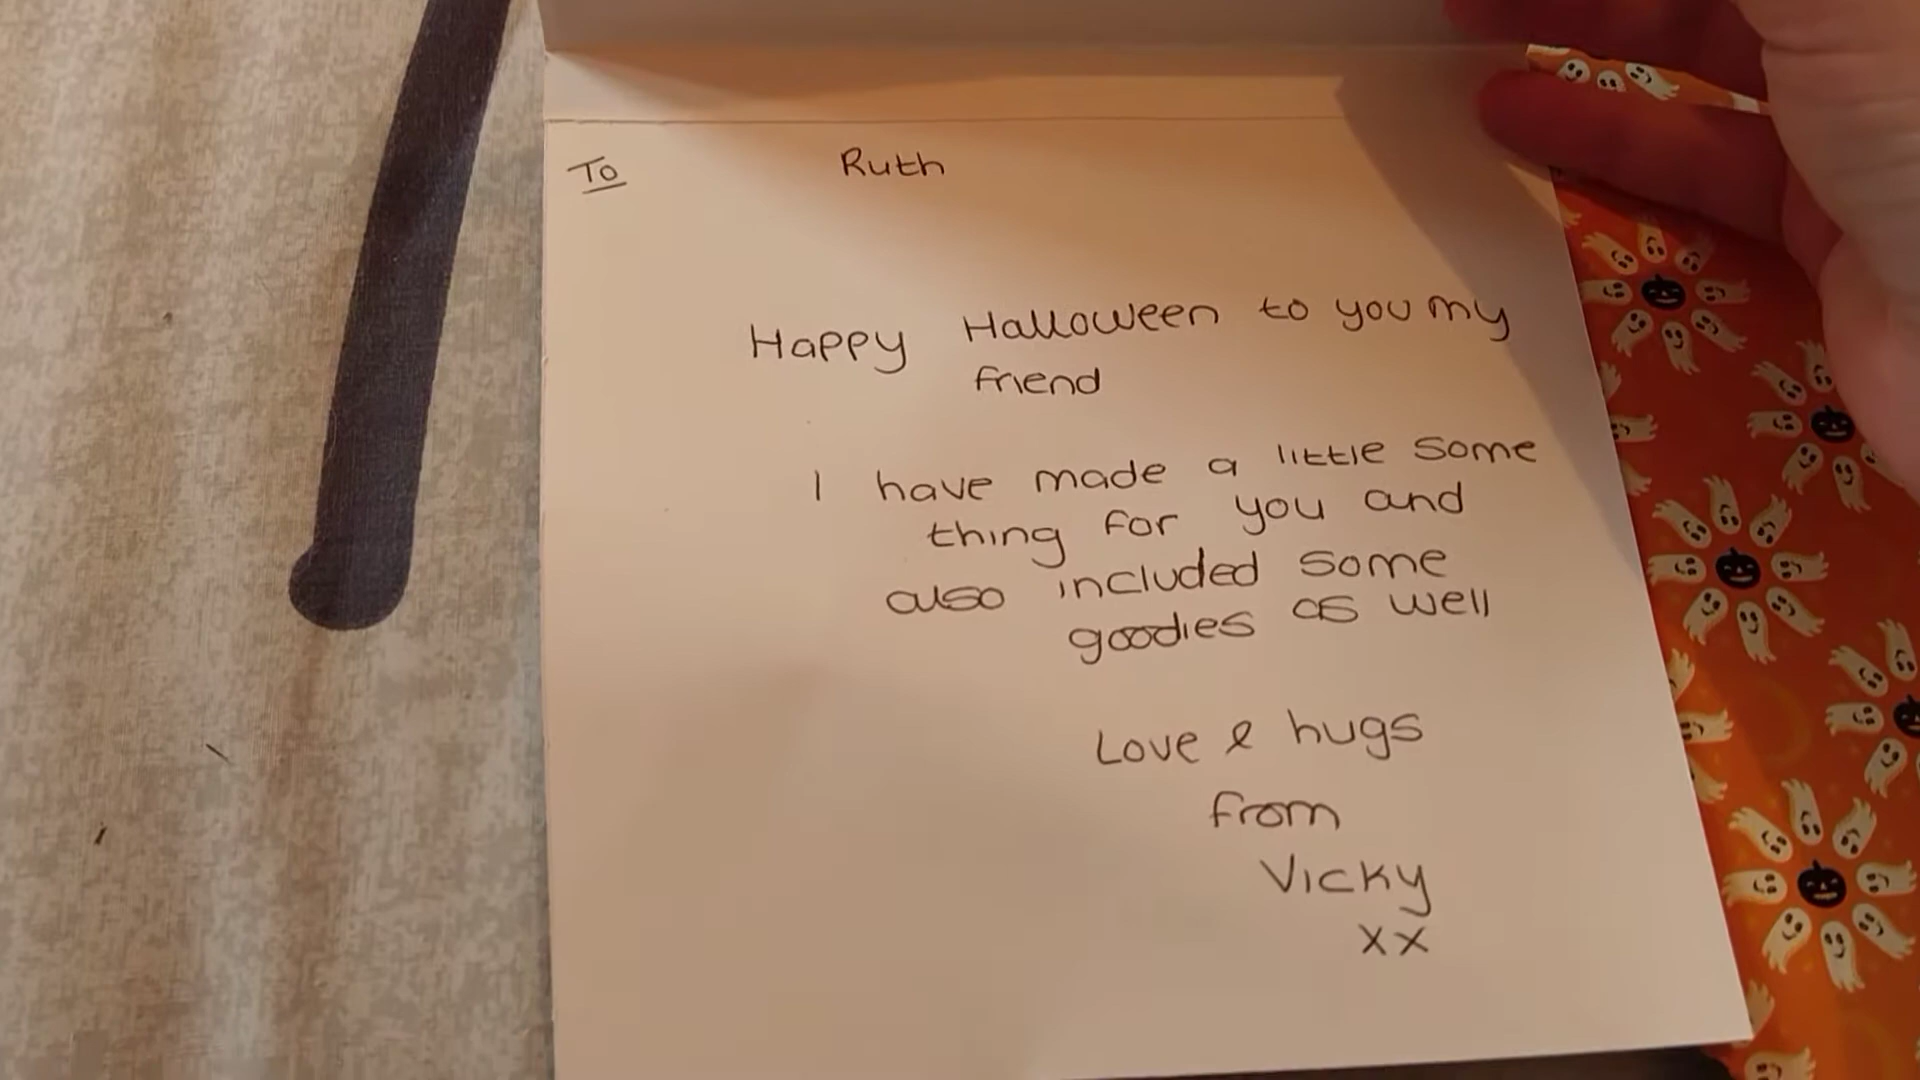 To Ruth
Happy Halloween to you my
friend
I have made a little some
thing for you and
also included some
goodies as well
Love & hugs
from
Vicky
xx